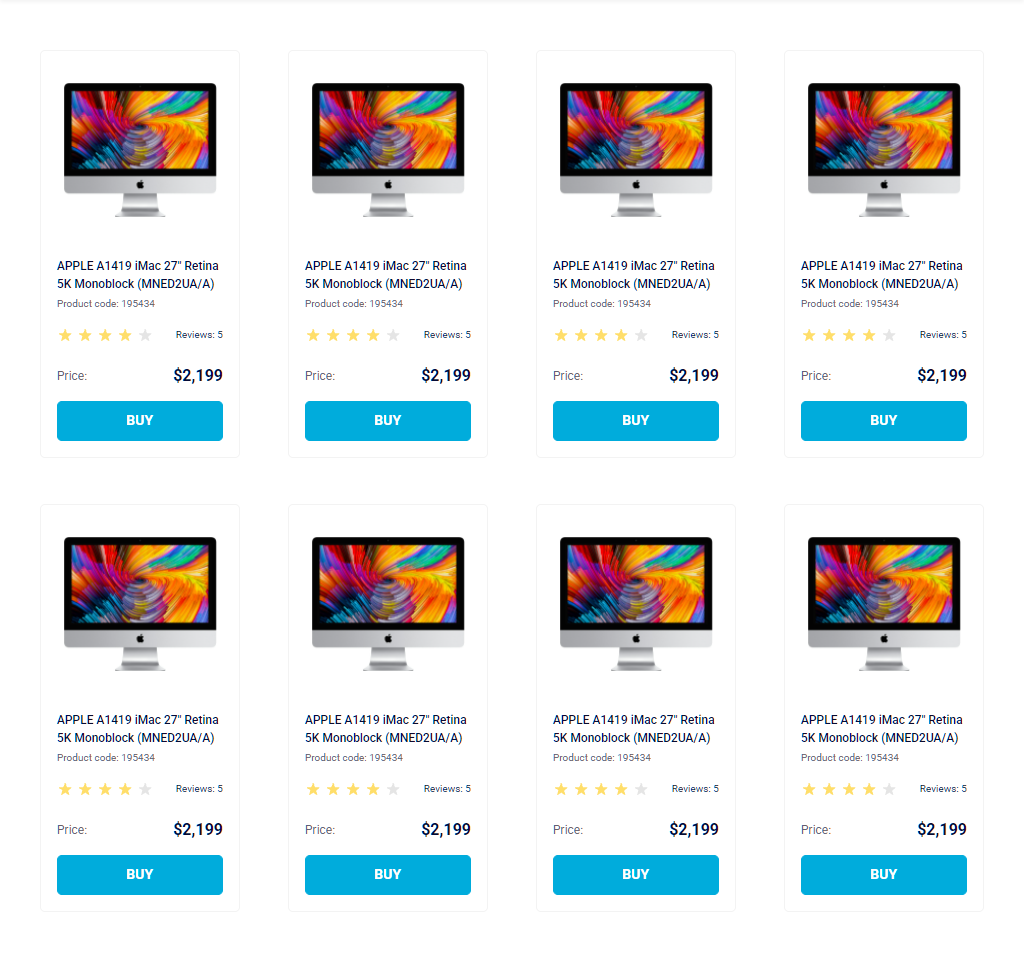 APPLE A1419 iMac 27" Retina
5K Monoblock (MNED2UA/A)
Product code: 195434
Reviews: 5
Price: $2,199
BUY
APPLE A1419 iMac 27" Retina
5K Monoblock (MNED2UA/A)
Product code: 195434
Reviews: 5
Price: $2,199
BUY
APPLE A1419 iMac 27" Retina
5K Monoblock (MNED2UA/A)
Product code: 195434
Reviews: 5
Price: $2,199
BUY
APPLE A1419 iMac 27" Retina
5K Monoblock (MNED2UA/A)
Product code: 195434
Reviews: 5
Price: $2,199
BUY
APPLE A1419 iMac 27" Retina
5K Monoblock (MNED2UA/A)
Product code: 195434
Reviews: 5
Price: $2,199
BUY
APPLE A1419 iMac 27" Retina
5K Monoblock (MNED2UA/A)
Product code: 195434
Reviews: 5
Price: $2,199
BUY
APPLE A1419 iMac 27" Retina
5K Monoblock (MNED2UA/A)
Product code: 195434
Reviews: 5
Price: $2,199
BUY
APPLE A1419 iMac 27" Retina
5K Monoblock (MNED2UA/A)
Product code: 195434
Reviews: 5
Price: $2,199
BUY